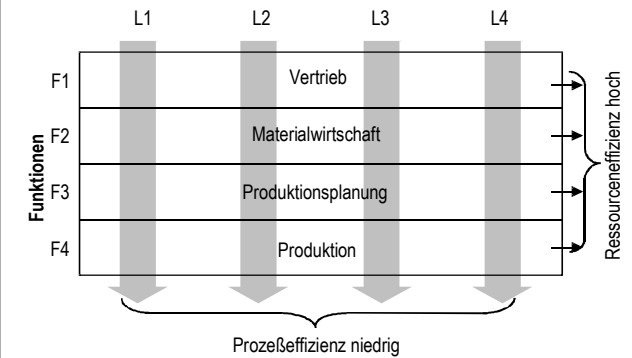 L1 L2 L3 L4
F1 Vertrieb
F2 Materialwirtschaft
F3 Produktionsplanung
F4 Produktion
Funktionen
Ressourceneffizienz hoch
Prozeßeffizienz niedrig